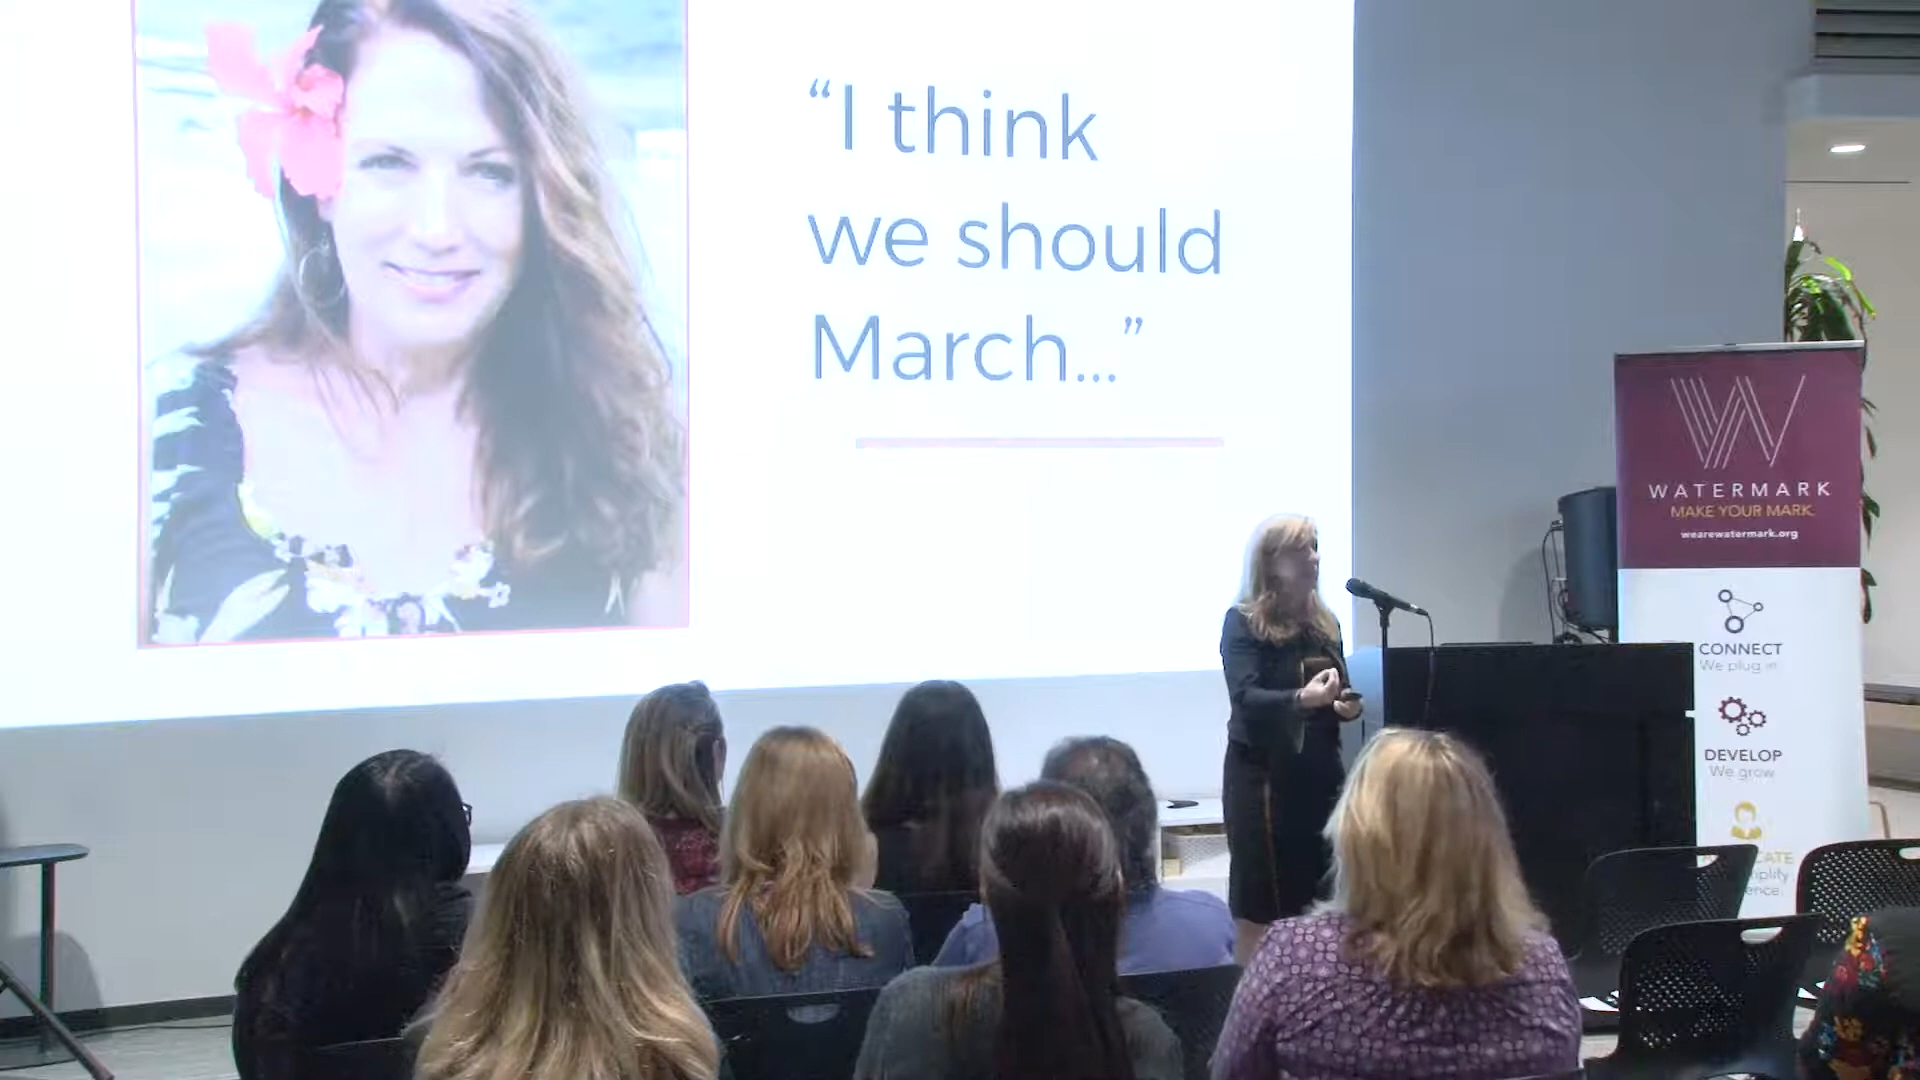 “I think
we should
March...”
WATERMARK
MAKE YOUR MARK.
wearewatermark.org
CONNECT
We plug in
DEVELOP
We grow